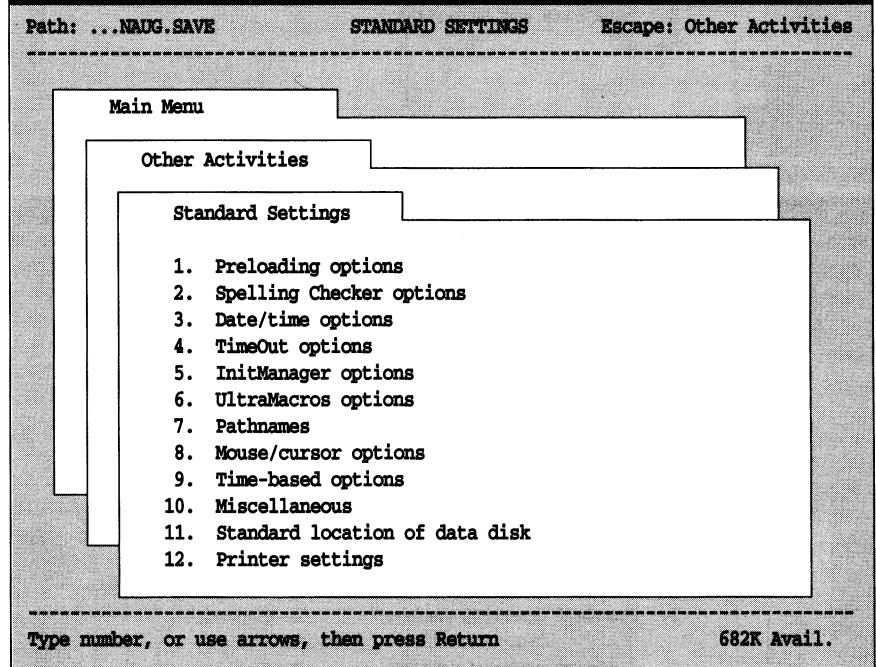 Path: ...NAUG.SAVE STANDARD SETTINGS Escape: Other Activities
Main Menu
Other Activities
Standard Settings
1. Preloading options
2. Spelling Checker options
3. Date/time options
4. TimeOut options
5. InitManager options
6. UltraMacros options
7. Pathnames
8. Mouse/cursor options
9. Time-based options
10. Miscellaneous
11. Standard location of data disk
12. Printer settings
Type number, or use arrows, then press Return 682K Avail.